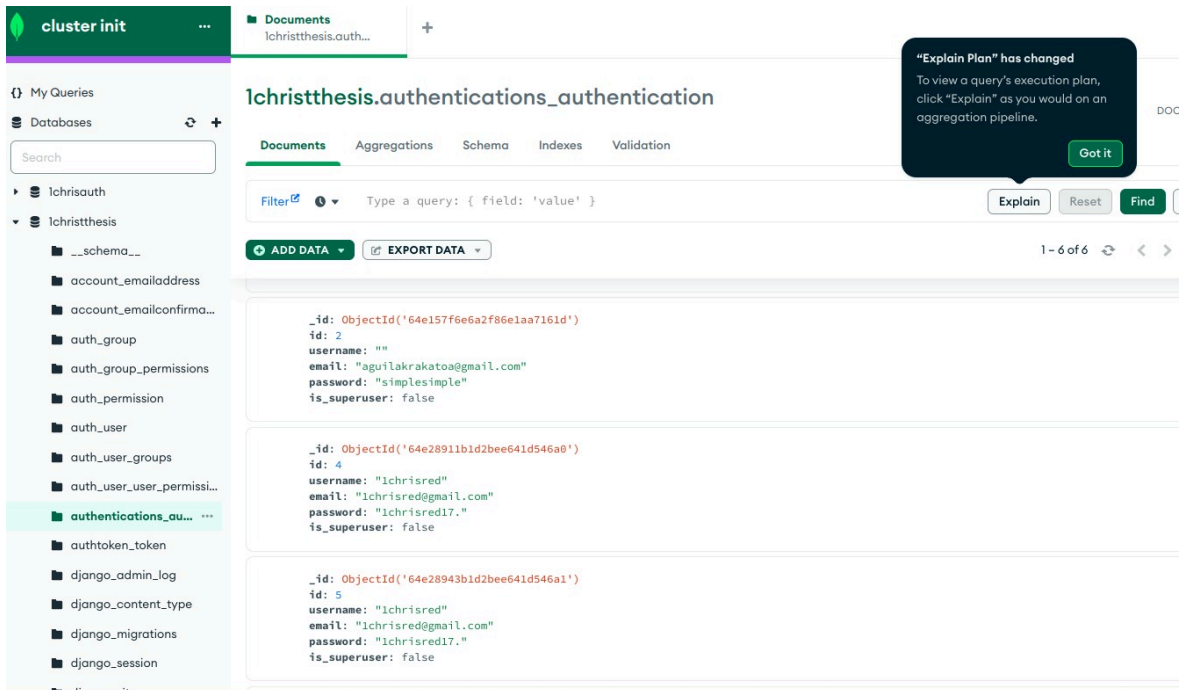 cluster init
...
{} My Queries
Databases
Search
1chrisauth
1christthesis
__schema__
account_emailaddress
account_emailconfirma...
auth_group
auth_group_permissions
auth_permission
auth_user
auth_user_groups
auth_user_user_permissi...
authentications_au... ...
authtoken_token
django_admin_log
django_content_type
django_migrations
django_session
Documents
1christthesis.auth...
+
1christthesis.authentications_authentication
Documents Aggregations Schema Indexes Validation
"Explain Plan" has changed
To view a query's execution plan,
click "Explain" as you would on an
aggregation pipeline.
Got it
DOC
Filter Type a query: { field: 'value' } Explain Reset Find
ADD DATA EXPORT DATA 1 – 6 of 6
_id: ObjectId('64e157f6e6a2f86e1aa7161d')
id: 2
username: ""
email: "aguilakrakatoa@gmail.com"
password: "simplesimple"
is_superuser: false
_id: ObjectId('64e28911b1d2bee641d546a0')
id: 4
username: "1chrisred"
email: "1chrisred@gmail.com"
password: "1chrisred17."
is_superuser: false
_id: ObjectId('64e28943b1d2bee641d546a1')
id: 5
username: "1chrisred"
email: "1chrisred@gmail.com"
password: "1chrisred17."
is_superuser: false